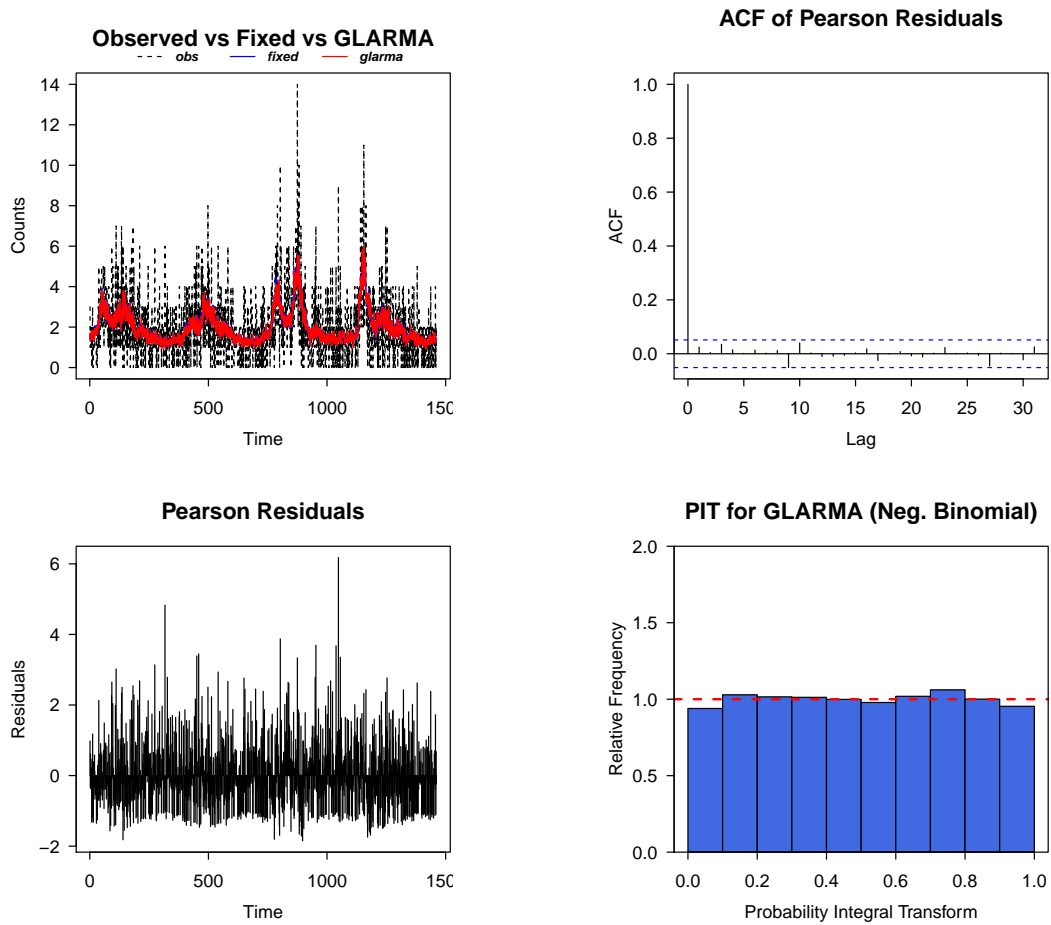 Observed vs Fixed vs GLARMA
obs fixed glarma
14
12
10
8
6
4
2
0
Counts
0 500 1000 150
Time
ACF of Pearson Residuals
1.0
0.8
0.6
0.4
0.2
0.0
ACF
0 5 10 15 20 25 30
Lag
Pearson Residuals
6
4
2
0
−2
Residuals
0 500 1000 150
Time
PIT for GLARMA (Neg. Binomial)
2.0
1.5
1.0
0.5
0.0
Relative Frequency
0.0 0.2 0.4 0.6 0.8 1.0
Probability Integral Transform